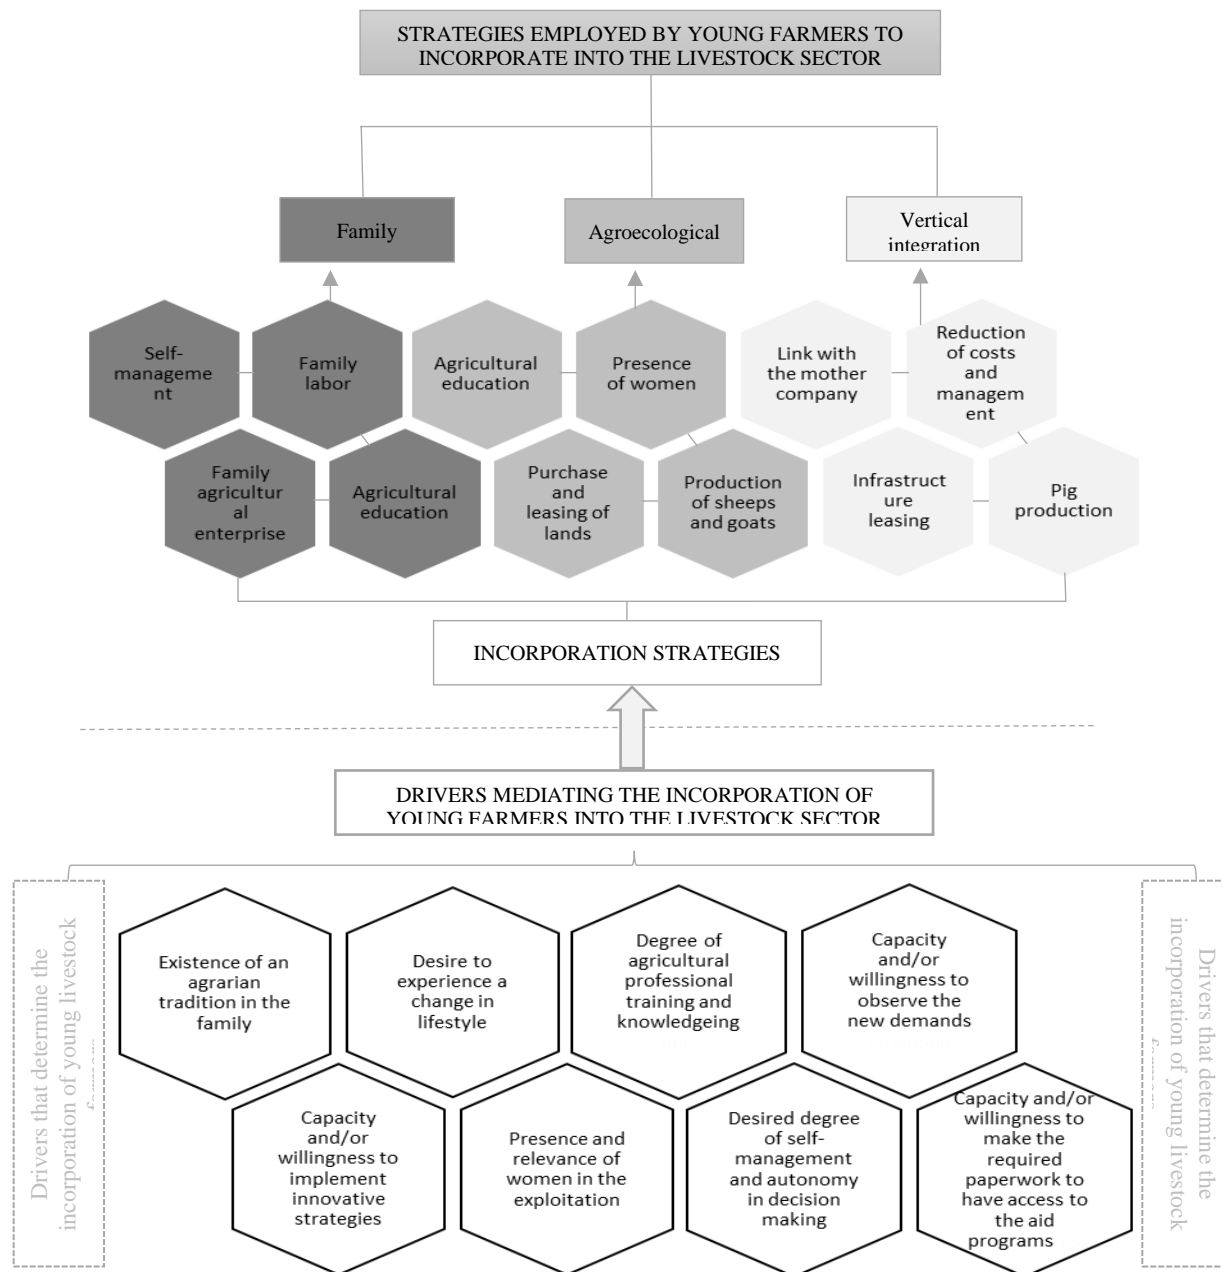 STRATEGIES EMPLOYED BY YOUNG FARMERS TO
INCORPORATE INTO THE LIVESTOCK SECTOR
Family
Agroecological
Vertical
integration
Self-
manageme
nt
Family
labor
Agricultural
education
Presence
of women
Link with
the mother
company
Reduction
of costs
and
managem
ent
Family
agricultur
al
enterprise
Agricultural
education
Purchase
and
leasing of
lands
Production
of sheeps
and goats
Infrastruct
ure
leasing
Pig
production
INCORPORATION STRATEGIES
DRIVERS MEDIATING THE INCORPORATION OF
YOUNG FARMERS INTO THE LIVESTOCK SECTOR
Drivers that determine the
incorporation of young livestock
Existence of an
agrarian
tradition in the
family
Desire to
experience a
change in
lifestyle
Degree of
agricultural
professional
training and
knowledgeing
Capacity
and/or
willingness to
observe the
new demands
Capacity
and/or
willingness to
implement
innovative
strategies
Presence and
relevance of
women in the
exploitation
Desired degree
of self-
management
and autonomy
in decision
making
Capacity and/or
willingness to
make the
required
paperwork to
have access to
the aid
programs
Drivers that determine the
incorporation of young livestock